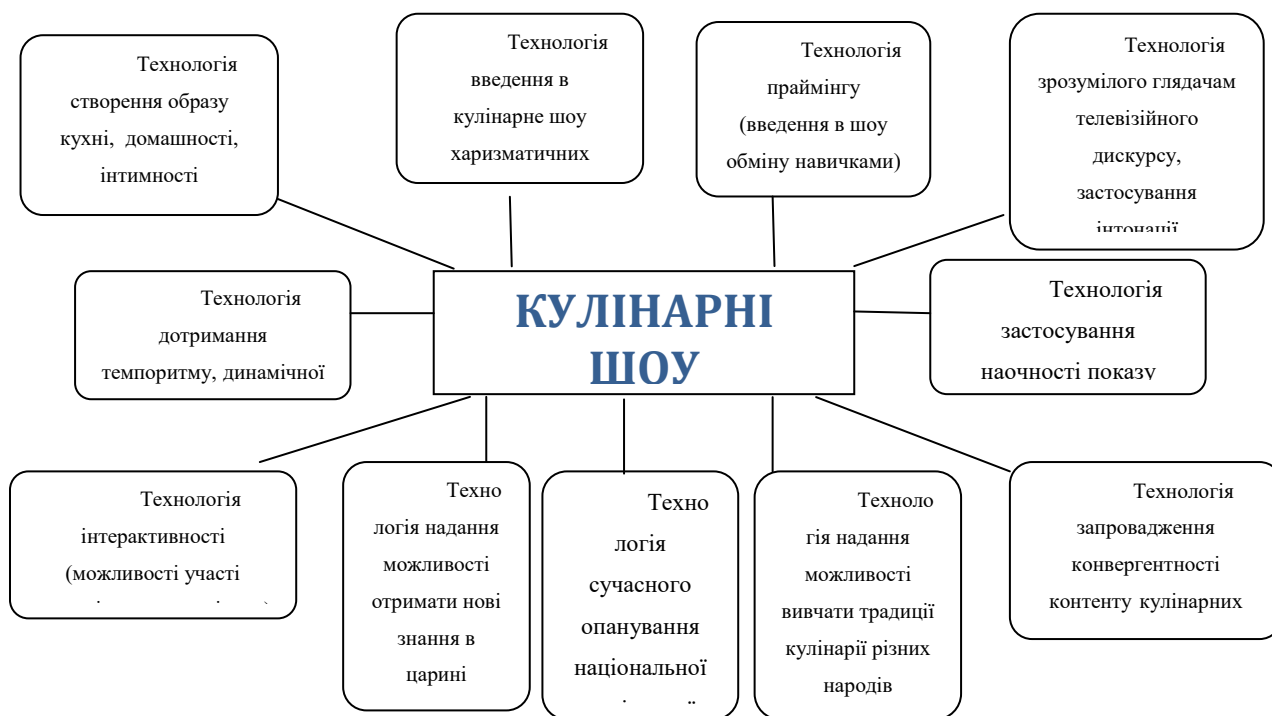 Технологія
створення образу
кухні, домашності,
інтимності
Технологія
введення в
кулінарне шоу
харизматичних
Технологія
праймінгу
(введення в шоу
обміну навичками)
Технологія
зрозумілого глядачам
телевізійного
дискурсу,
застосування
інтонації
Технологія
дотримання
темпоритму, динамічної
КУЛІНАРНІ
ШОУ
Технологія
застосування
наочності показу
Технологія
інтерактивності
(можливості участі
Техно
логія надання
можливості
отримати нові
знання в
царині
Техно
логія
сучасного
опанування
національної
Техноло
гія надання
можливості
вивчати традиції
кулінарії різних
народів
Технологія
запровадження
конвергентності
контенту кулінарних